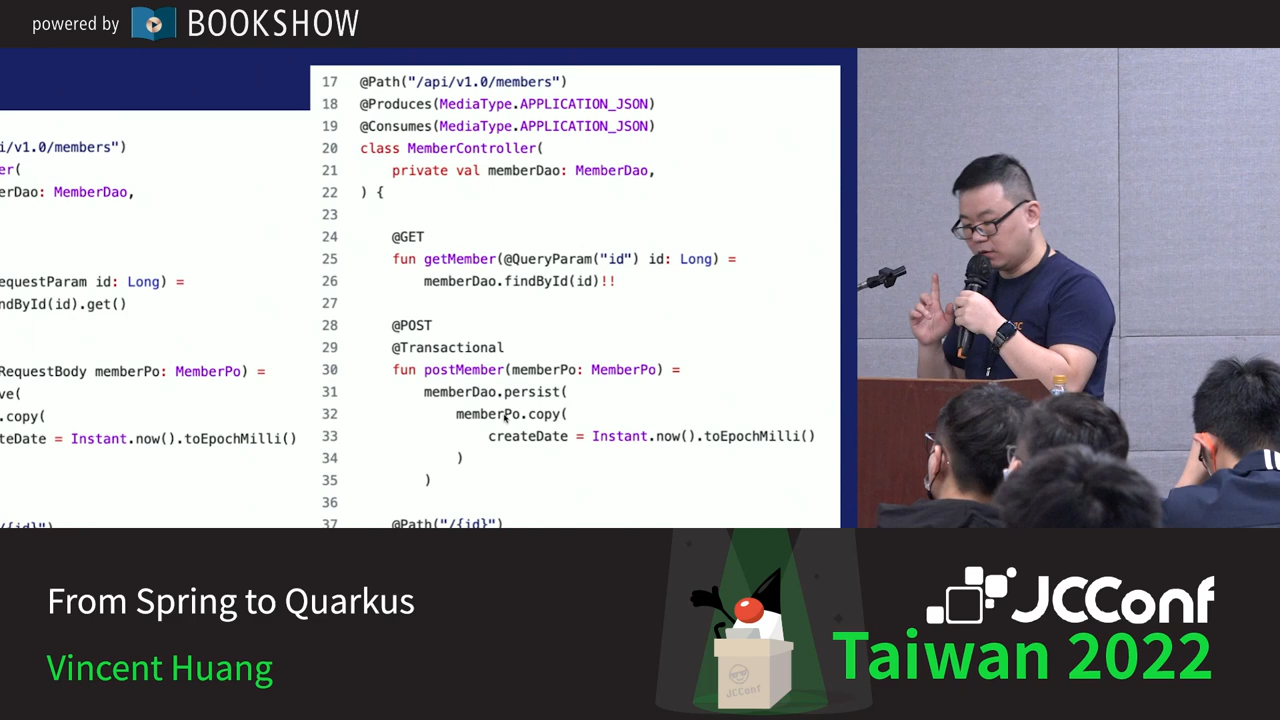 powered by BOOKSHOW
i/v1.0/members")
er(
erDao: MemberDao,
equestParam id: Long) =
ndById(id).get()
RequestBody memberPo: MemberPo) =
ve(
.copy(
teDate = Instant.now().toEpochMilli()
/{id}")
17 @Path("/api/v1.0/members")
18 @Produces(MediaType.APPLICATION_JSON)
19 @Consumes(MediaType.APPLICATION_JSON)
20 class MemberController(
21 private val memberDao: MemberDao,
22 ) {
23
24 @GET
25 fun getMember(@QueryParam("id") id: Long) =
26 memberDao.findById(id)!!
27
28 @POST
29 @Transactional
30 fun postMember(memberPo: MemberPo) =
31 memberDao.persist(
32 memberPo.copy(
33 createDate = Instant.now().toEpochMilli()
34 )
35 )
36
37 @Path("/{id}")
From Spring to Quarkus
Vincent Huang
JCConf
JCConf
Taiwan 2022